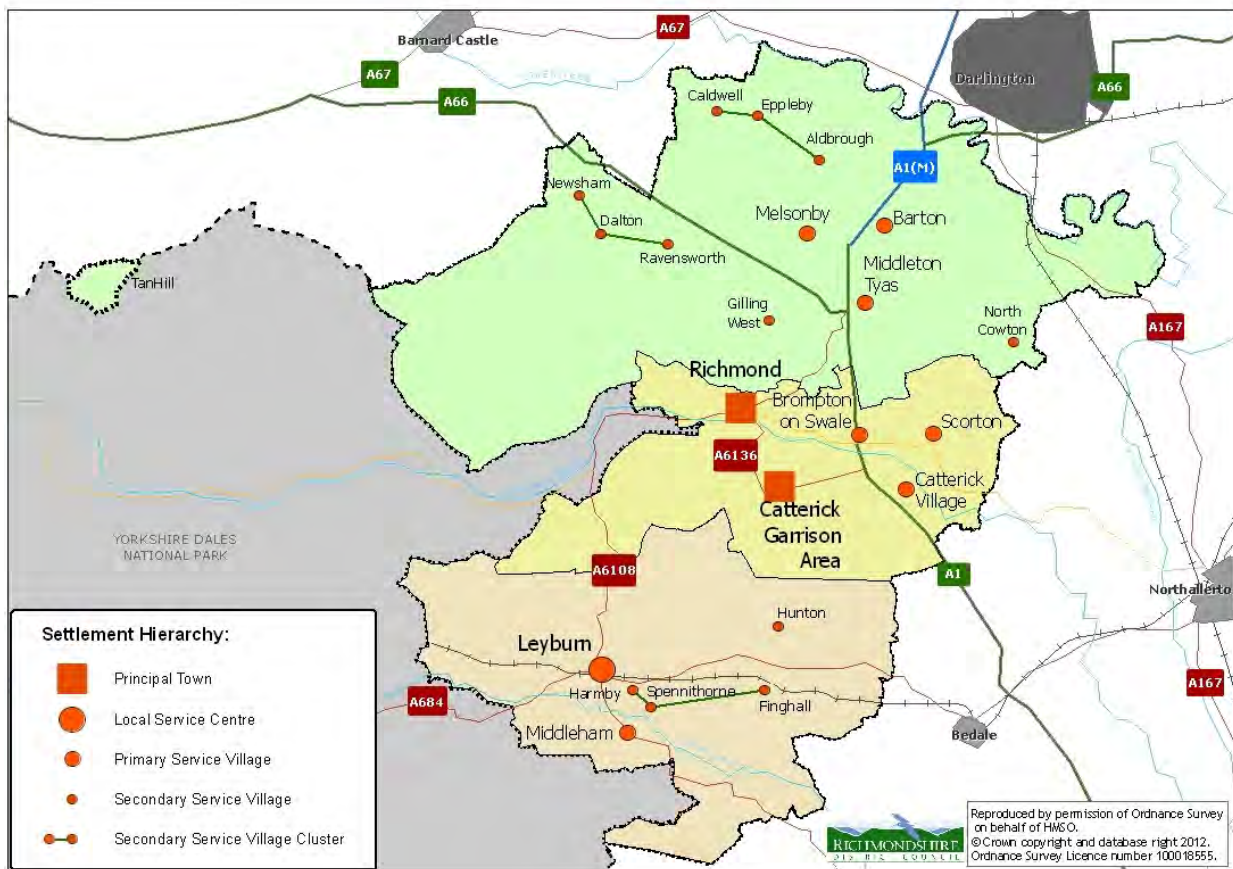 A67
Barnard Castle
A67
A66
Darlington
A66
Caldwell
Eppleby
Aldbrough
A1(M)
Newsham
Dalton
Ravensworth
Melsonby
Barton
Middleton
Tyas
TanHill
Gilling
West
North
Cowton
A167
Richmond
Brompton
on Swale
Scorton
A6136
Catterick
Village
Catterick
Garrison
Area
YORKSHIRE DALES
NATIONAL PARK
A6108
A1
Northallerto
Hunton
Leyburn
Harmby
Spennithorne
Finghall
A684
A167
Middleham
Bedale
Settlement Hierarchy:
Principal Town
Local Service Centre
Primary Service Village
Secondary Service Village
Secondary Service Village Cluster
RICHMONDSHIRE
DISTRICT COUNCIL
Reproduced by permission of Ordnance Survey
on behalf of HMSO.
©Crown copyright and database right 2012.
Ordnance Survey Licence number 100018555.